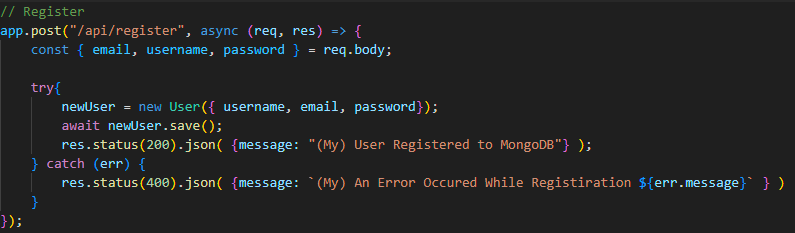 // Register
app.post("/api/register", async (req, res) => {
    const { email, username, password } = req.body;

    try{
        newUser = new User({ username, email, password});
        await newUser.save();
        res.status(200).json( {message: "(My) User Registered to MongoDB"} );
    } catch (err) {
        res.status(400).json( {message: `(My) An Error Occured While Registiration ${err.message}` } )
    }
});